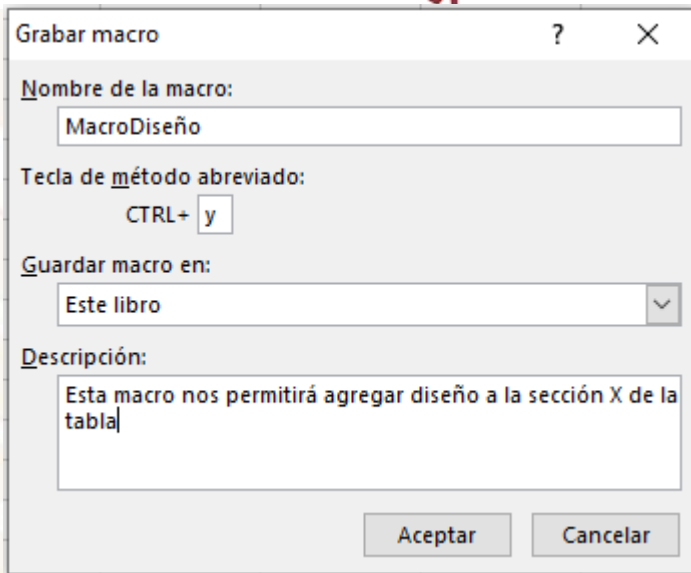 Grabar macro ? ×
Nombre de la macro:
MacroDiseño
Tecla de método abreviado:
CTRL+ y
Guardar macro en:
Este libro
Descripción:
Esta macro nos permitirá agregar diseño a la sección X de la
tabla
Aceptar Cancelar